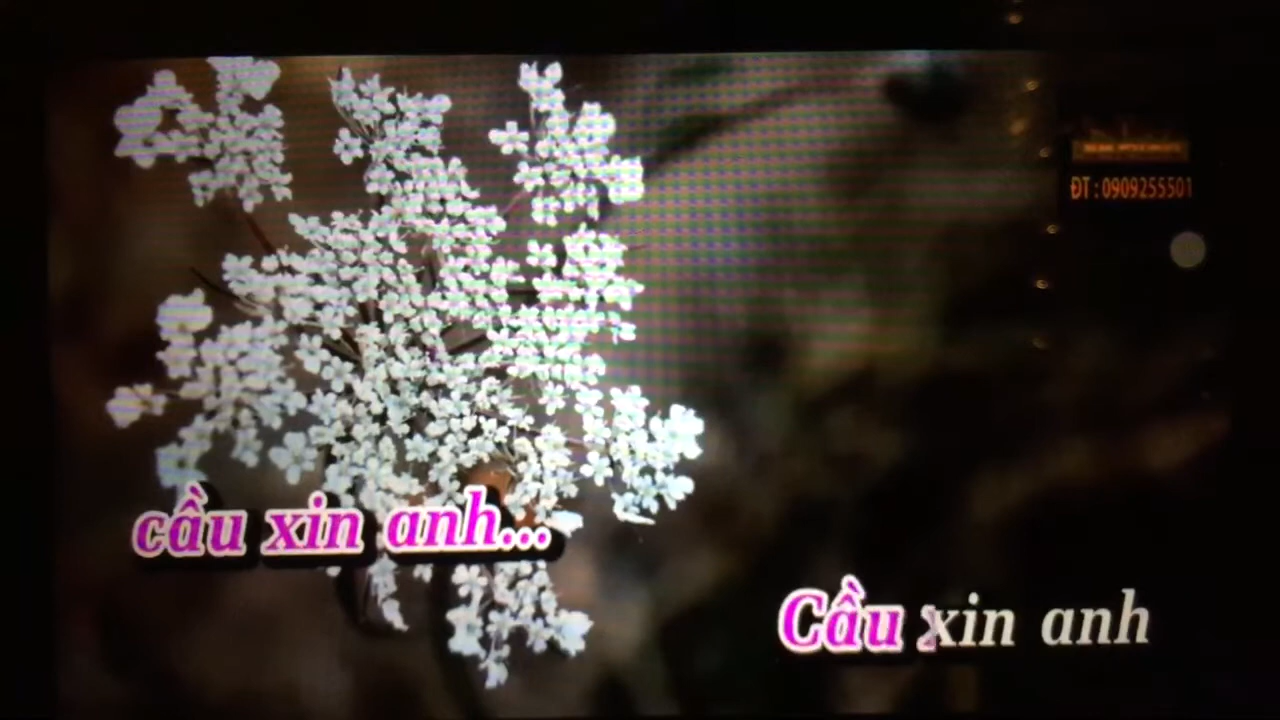 ĐT : 0909255501
cầu xin anh...
Cầu xin anh